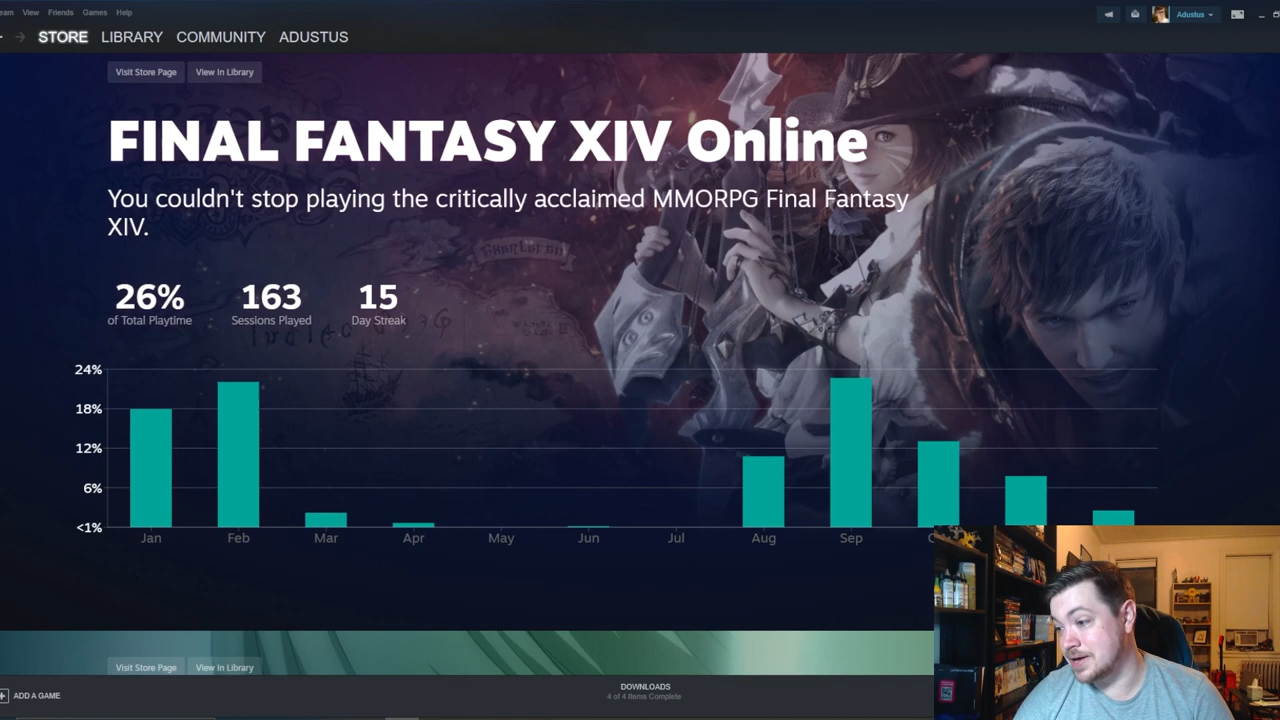 View
Friends
Games
Help
Adustus
STORE
LIBRARY
COMMUNITY
ADUSTUS
Visit Store Page
View In Library
FINAL FANTASY XIV Online
You couldn't stop playing the critically acclaimed MMORPG Final Fantasy
XIV.
26%
of Total Playtime
163
Sessions Played
15
Day Streak
24%
18%
12%
6%
<1%
Jan
Feb
Mar
Apr
May
Jun
Jul
Aug
Sep
Visit Store Page
View In Library
ADD A GAME
DOWNLOADS
4 of 4 Items Complete